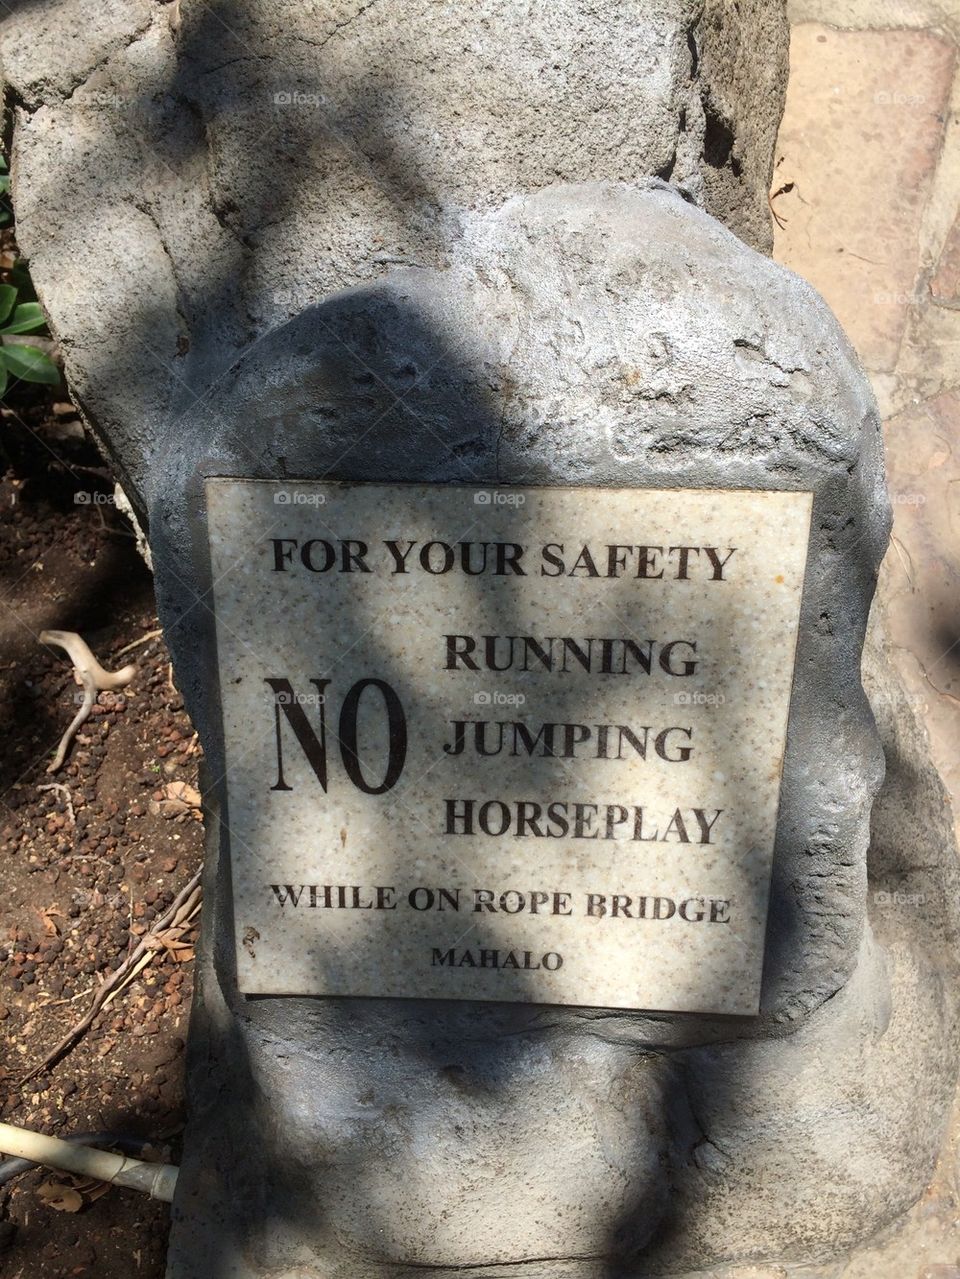 FOR YOUR SAFETY
NO
RUNNING
JUMPING
HORSEPLAY
WHILE ON ROPE BRIDGE
MAHALO